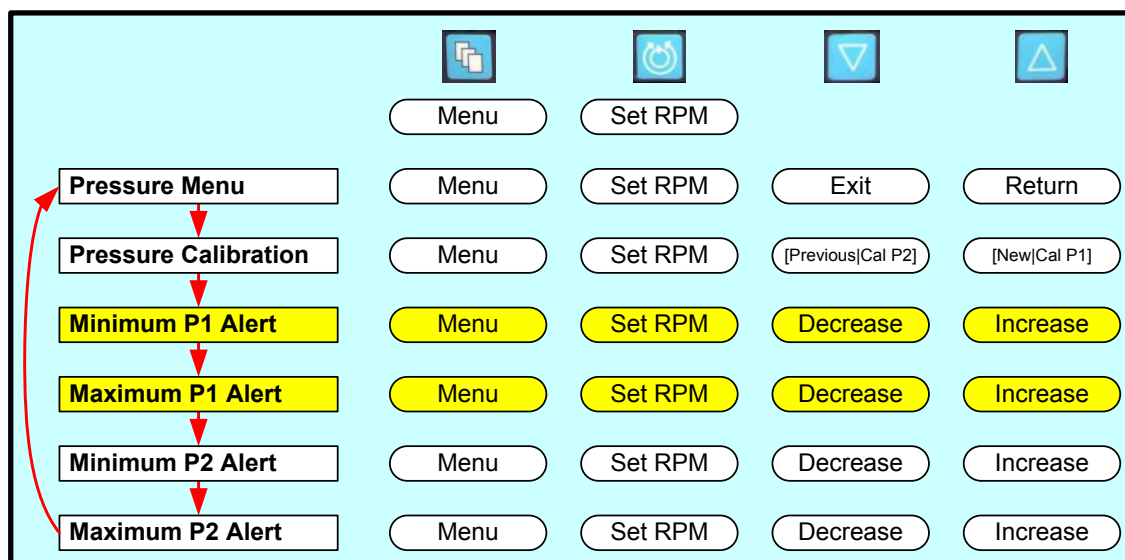 Menu Set RPM
Pressure Menu Menu Set RPM Exit Return
Pressure Calibration Menu Set RPM [Previous|Cal P2] [New|Cal P1]
Minimum P1 Alert Menu Set RPM Decrease Increase
Maximum P1 Alert Menu Set RPM Decrease Increase
Minimum P2 Alert Menu Set RPM Decrease Increase
Maximum P2 Alert Menu Set RPM Decrease Increase